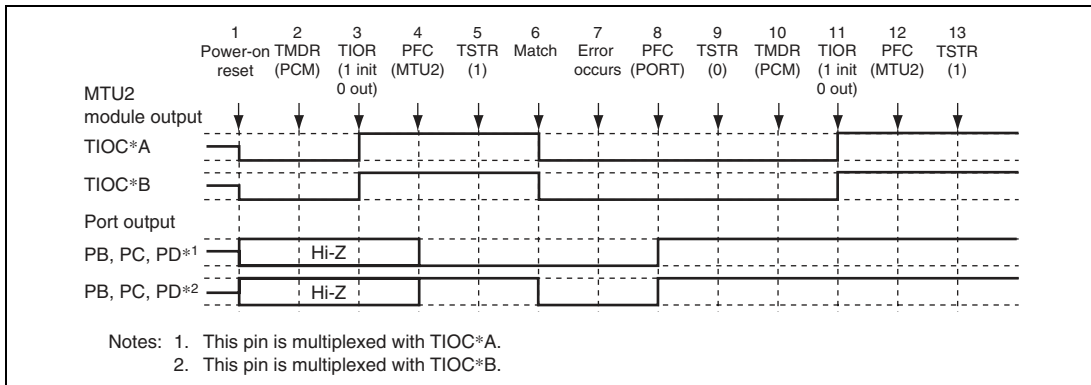 1 2 3 4 5 6 7 8 9 10 11 12 13
Power-on TMDR TIOR PFC TSTR Match Error PFC TSTR TMDR TIOR PFC TSTR
reset (PCM) (1 init (MTU2) (1) occurs (PORT) (0) (PCM) (1 init (MTU2) (1)
0 out) 0 out)
MTU2
module output
TIOC*A
TIOC*B
Port output
PB, PC, PD*1 Hi-Z
PB, PC, PD*2 Hi-Z
Notes: 1. This pin is multiplexed with TIOC*A.
2. This pin is multiplexed with TIOC*B.